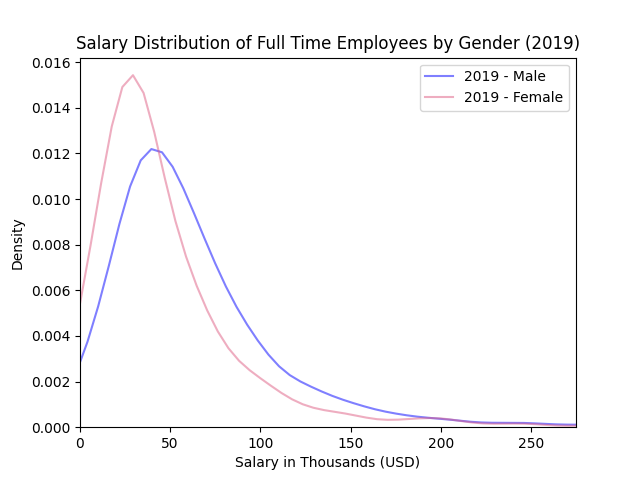 Salary Distribution of Full Time Employees by Gender (2019)
2019 - Male
2019 - Female
Density
0.016
0.014
0.012
0.010
0.008
0.006
0.004
0.002
0.000
0 50 100 150 200 250
Salary in Thousands (USD)